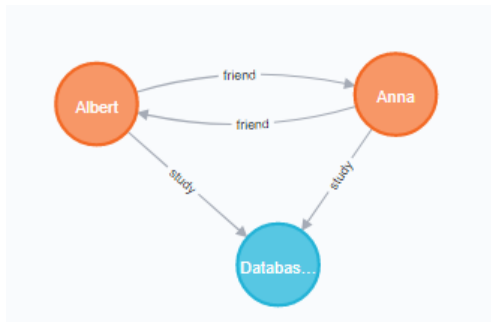 friend
Albert
Anna
friend
study
study
Databas...